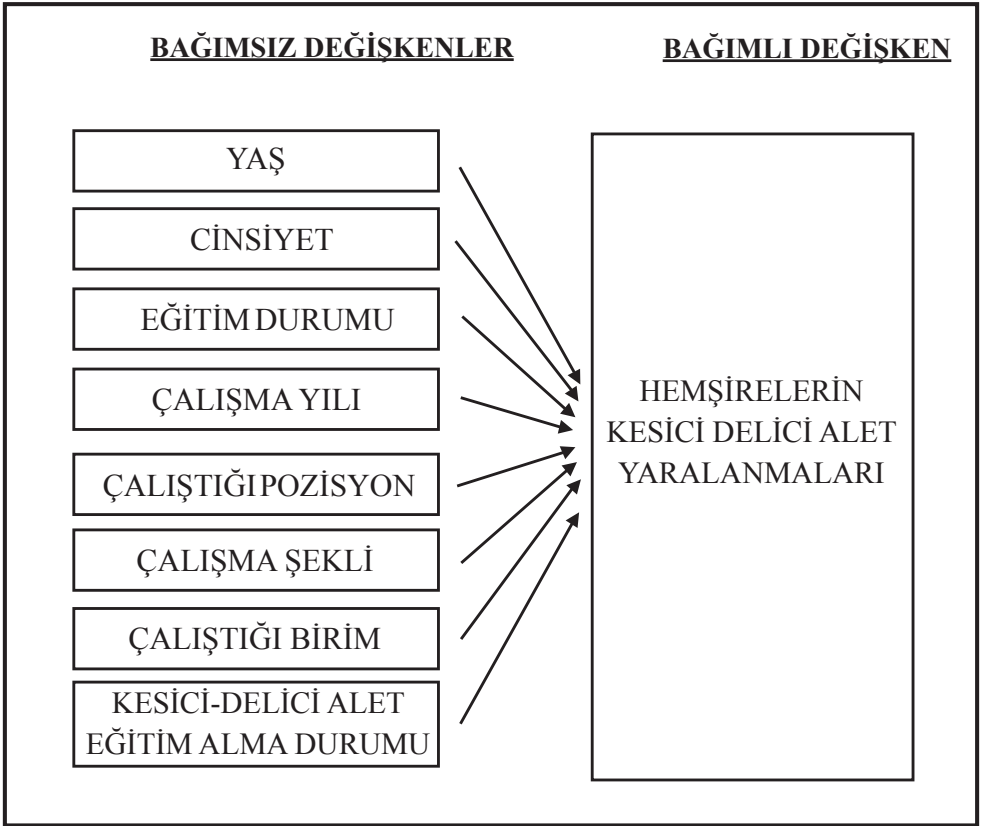 BAĞIMSIZ DEĞİŞKENLER
BAĞIMLI DEĞİŞKEN
YAŞ
CİNSİYET
EĞİTİM DURUMU
ÇALIŞMA YILI
ÇALIŞTIĞI POZİSYON
ÇALIŞMA ŞEKLİ
ÇALIŞTIĞI BİRİM
KESİCİ-DELİCİ ALET
EĞİTİM ALMA DURUMU
HEMŞİRELERİN
KESİCİ DELİCİ ALET
YARALANMALARI